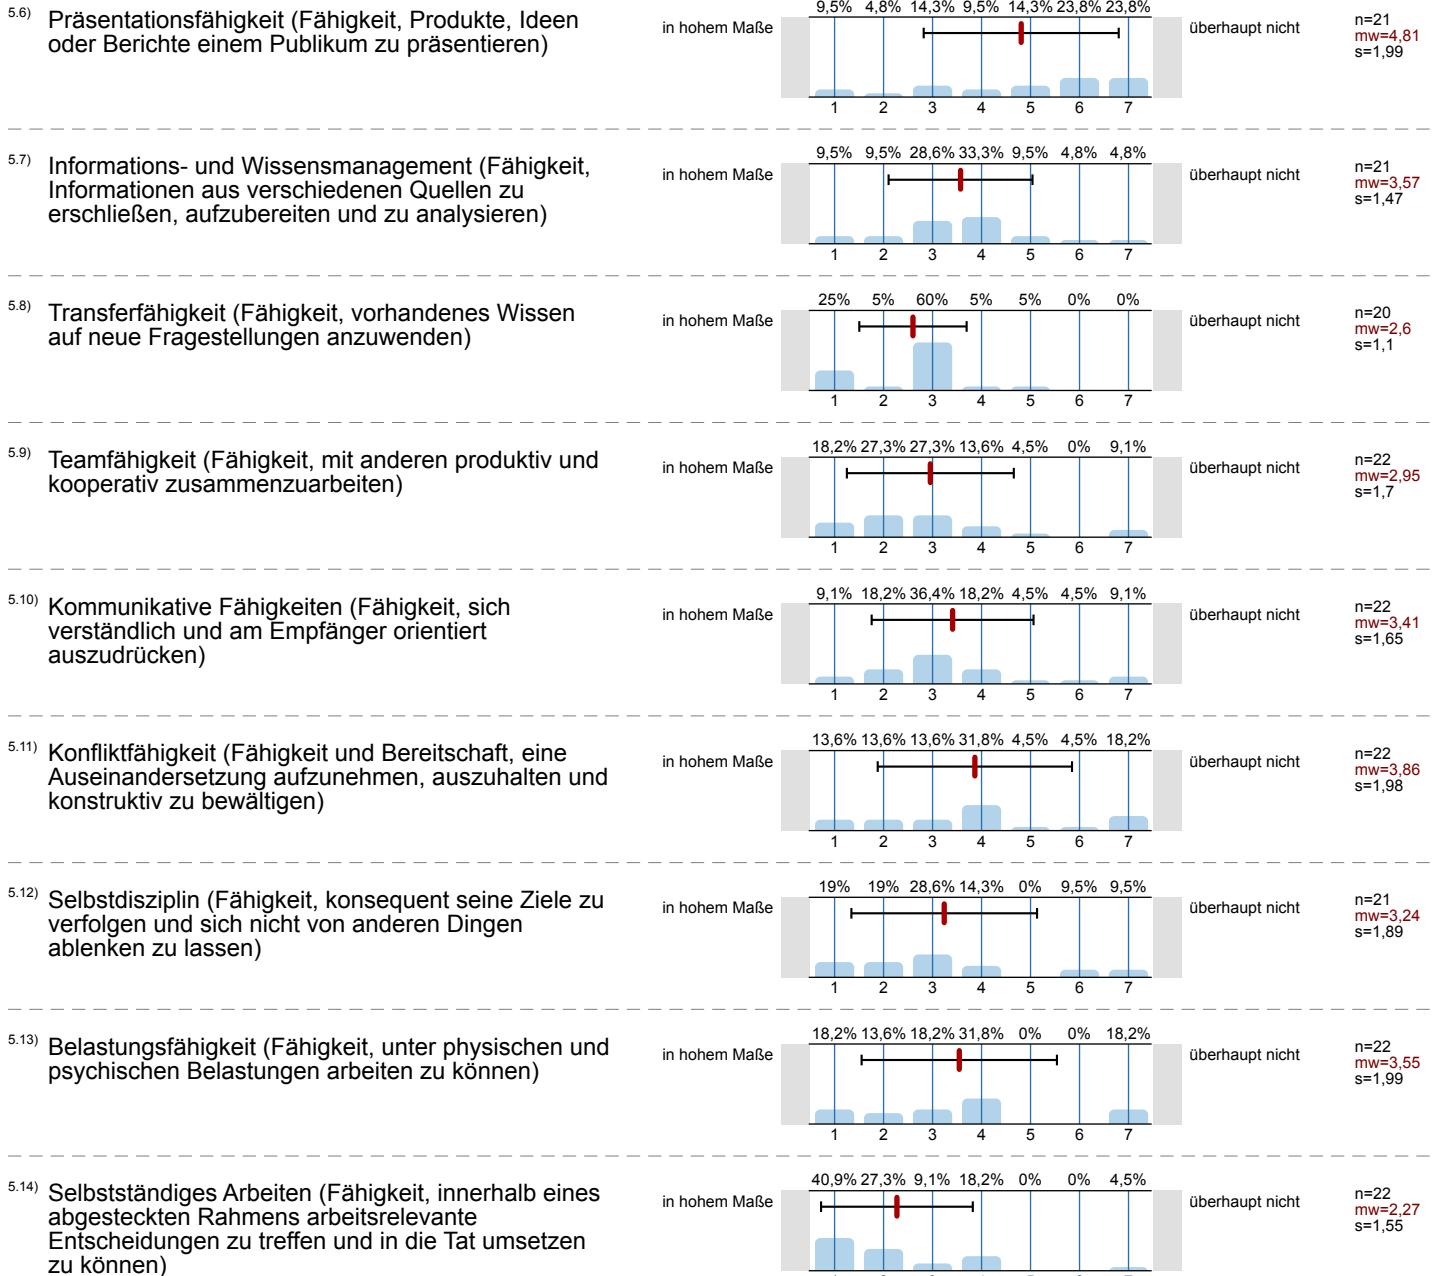 5.6) Präsentationsfähigkeit (Fähigkeit, Produkte, Ideen
oder Berichte einem Publikum zu präsentieren)
in hohem Maße
9,5% 4,8% 14,3% 9,5% 14,3% 23,8% 23,8%
1 2 3 4 5 6 7
überhaupt nicht
n=21
mw=4,81
s=1,99
5.7) Informations- und Wissensmanagement (Fähigkeit,
Informationen aus verschiedenen Quellen zu
erschließen, aufzubereiten und zu analysieren)
in hohem Maße
9,5% 9,5% 28,6% 33,3% 9,5% 4,8% 4,8%
1 2 3 4 5 6 7
überhaupt nicht
n=21
mw=3,57
s=1,47
5.8) Transferfähigkeit (Fähigkeit, vorhandenes Wissen
auf neue Fragestellungen anzuwenden)
in hohem Maße
25% 5% 60% 5% 5% 0% 0%
1 2 3 4 5 6 7
überhaupt nicht
n=20
mw=2,6
s=1,1
5.9) Teamfähigkeit (Fähigkeit, mit anderen produktiv und
kooperativ zusammenzuarbeiten)
in hohem Maße
18,2% 27,3% 27,3% 13,6% 4,5% 0% 9,1%
1 2 3 4 5 6 7
überhaupt nicht
n=22
mw=2,95
s=1,7
5.10) Kommunikative Fähigkeiten (Fähigkeit, sich
verständlich und am Empfänger orientiert
auszudrücken)
in hohem Maße
9,1% 18,2% 36,4% 18,2% 4,5% 4,5% 9,1%
1 2 3 4 5 6 7
überhaupt nicht
n=22
mw=3,41
s=1,65
5.11) Konfliktfähigkeit (Fähigkeit und Bereitschaft, eine
Auseinandersetzung aufzunehmen, auszuhalten und
konstruktiv zu bewältigen)
in hohem Maße
13,6% 13,6% 13,6% 31,8% 4,5% 4,5% 18,2%
1 2 3 4 5 6 7
überhaupt nicht
n=22
mw=3,86
s=1,98
5.12) Selbstdisziplin (Fähigkeit, konsequent seine Ziele zu
verfolgen und sich nicht von anderen Dingen
ablenken zu lassen)
in hohem Maße
19% 19% 28,6% 14,3% 0% 9,5% 9,5%
1 2 3 4 5 6 7
überhaupt nicht
n=21
mw=3,24
s=1,89
5.13) Belastungsfähigkeit (Fähigkeit, unter physischen und
psychischen Belastungen arbeiten zu können)
in hohem Maße
18,2% 13,6% 18,2% 31,8% 0% 0% 18,2%
1 2 3 4 5 6 7
überhaupt nicht
n=22
mw=3,55
s=1,99
5.14) Selbstständiges Arbeiten (Fähigkeit, innerhalb eines
abgesteckten Rahmens arbeitsrelevante
Entscheidungen zu treffen und in die Tat umsetzen
zu können)
in hohem Maße
40,9% 27,3% 9,1% 18,2% 0% 0% 4,5%
überhaupt nicht
n=22
mw=2,27
s=1,55